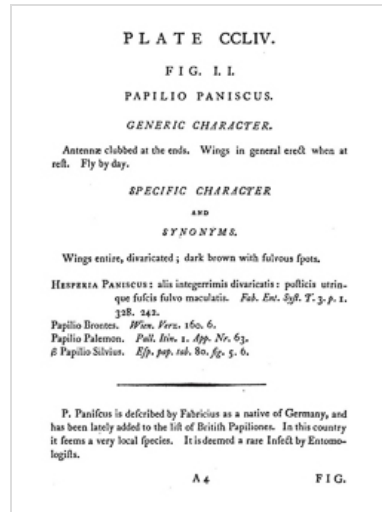 PLATE CCLIV.
FIG. I. I.
PAPILIO PANISCUS.
GENERIC CHARACTER.
Antennæ clubbed at the ends. Wings in general erect when at
rest. Fly by day.
SPECIFIC CHARACTER
AND
SYNONYMS.
Wings entire, divaricated; dark brown with fulvous ſpots.
HESPERIA PANISCUS: alis integerrimis divaricatis: poſticis utrin-
que fuſcis fulvo maculatis. Fab. Ent. Syſt. T. 3. p. 1.
328. 242.
Papilio Brontes. Wien. Verz. 160. 6.
Papilio Palemon. Pall. Itin. 1. App. Nr. 63.
β Papilio Silvius. Eſp. pap. tab. 80. fig. 5. 6.
P. Paniſcus is deſcribed by Fabricius as a native of Germany, and
has been lately added to the liſt of Britiſh Papiliones. In this country
it ſeems a very local ſpecies. It is deemed a rare Inſect by Entomo-
logiſts.
A 4 FIG.